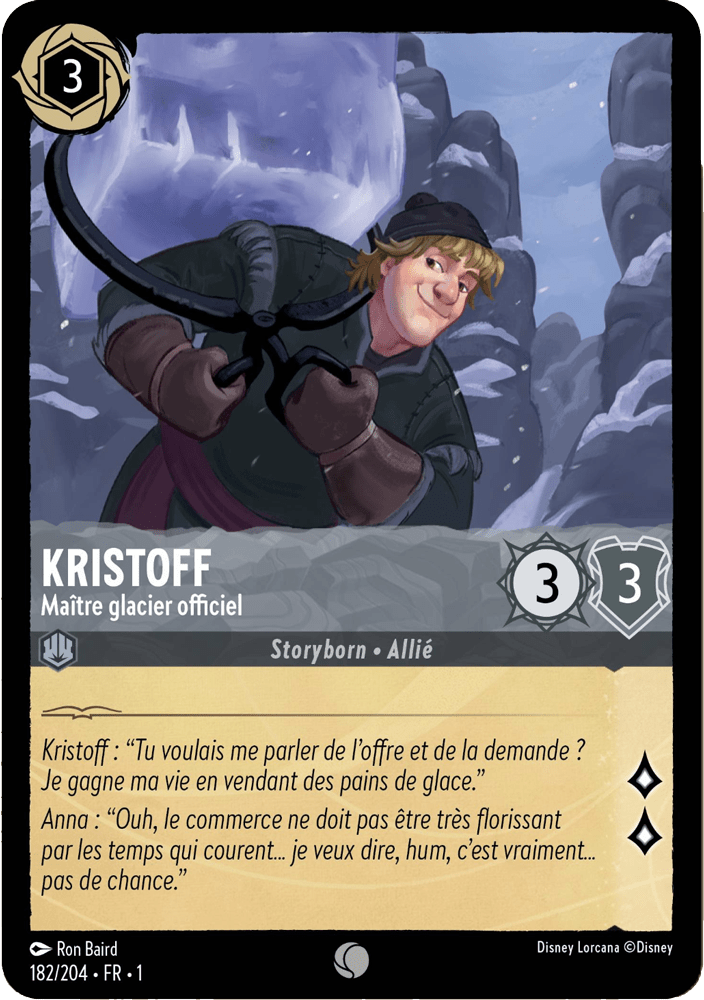 3
KRISTOFF
Maître glacier officiel
3
3
Storyborn • Allié
Kristoff : “Tu voulais me parler de l’offre et de la demande ?
Je gagne ma vie en vendant des pains de glace.”
Anna : “Ouh, le commerce ne doit pas être très florissant
par les temps qui courent... je veux dire, hum, c’est vraiment...
pas de chance.”
Ron Baird
Disney Lorcana ©Disney
182/204 • FR • 1